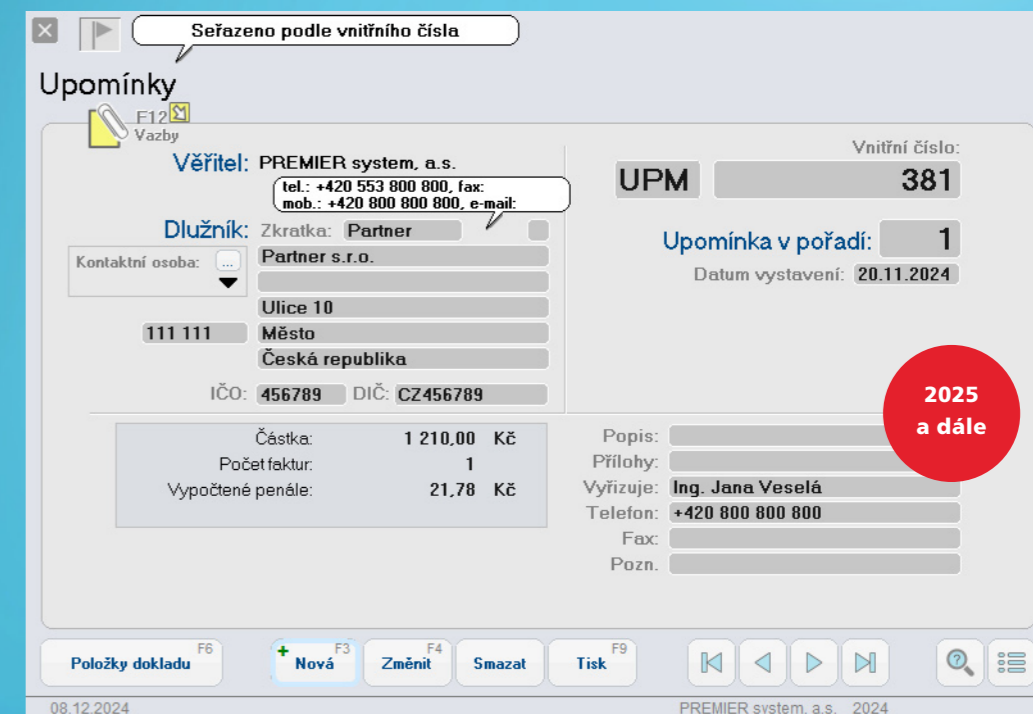 Seřazeno podle vnitřního čísla
Upomínky
F12
Vazby
Věřitel: PREMIER system, a.s.
tel.: +420 553 800 800, fax:
mob.: +420 800 800 800, e-mail:
Dlužník: Zkratka: Partner
Kontaktní osoba: ... Partner s.r.o.
Ulice 10
111 111 Město
Česká republika
IČO: 456789 DIČ: CZ456789
Vnitřní číslo:
UPM 381
Upomínka v pořadí: 1
Datum vystavení: 20.11.2024
2025
a dále
Částka: 1 210,00 Kč
Počet faktur: 1
Vypočtené penále: 21,78 Kč
Popis:
Přílohy:
Vyřizuje: Ing. Jana Veselá
Telefon: +420 800 800 800
Fax:
Pozn.
Položky dokladu F6
+ Nová F3
Změnit F4
Smazat
Tisk F9
08.12.2024 PREMIER system, a.s. 2024